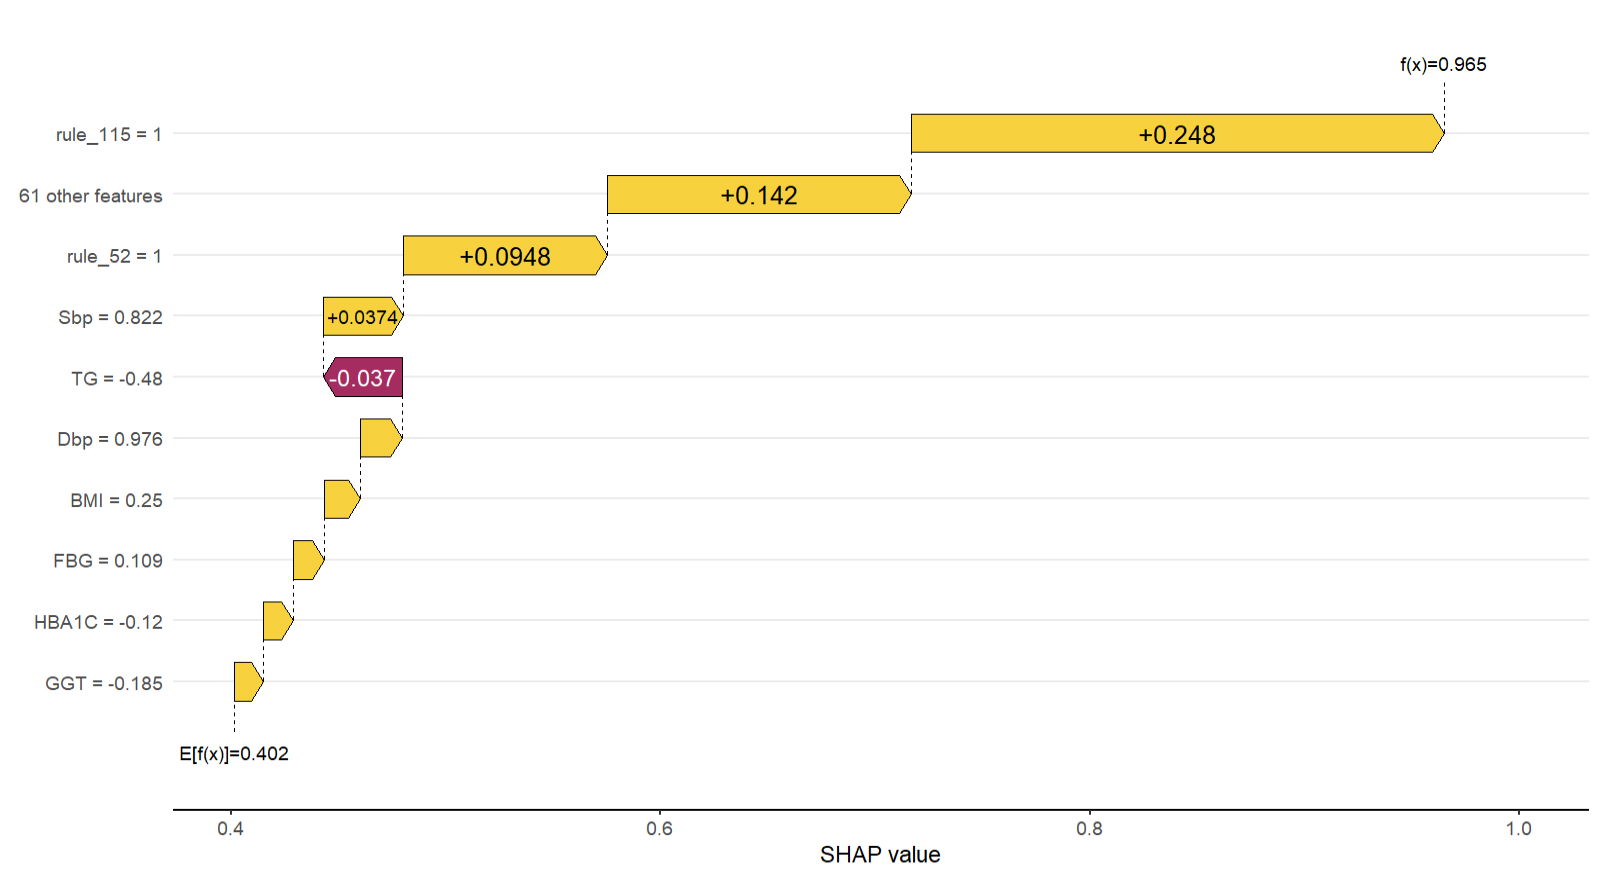 f(x)=0.965
rule_115 = 1
+0.248
61 other features
+0.142
rule_52 = 1
+0.0948
Sbp = 0.822
+0.0374
TG = -0.48
-0.037
Dbp = 0.976
BMI = 0.25
FBG = 0.109
HBA1C = -0.12
GGT = -0.185
E[f(x)]=0.402
0.4 0.6 0.8 1.0
SHAP value